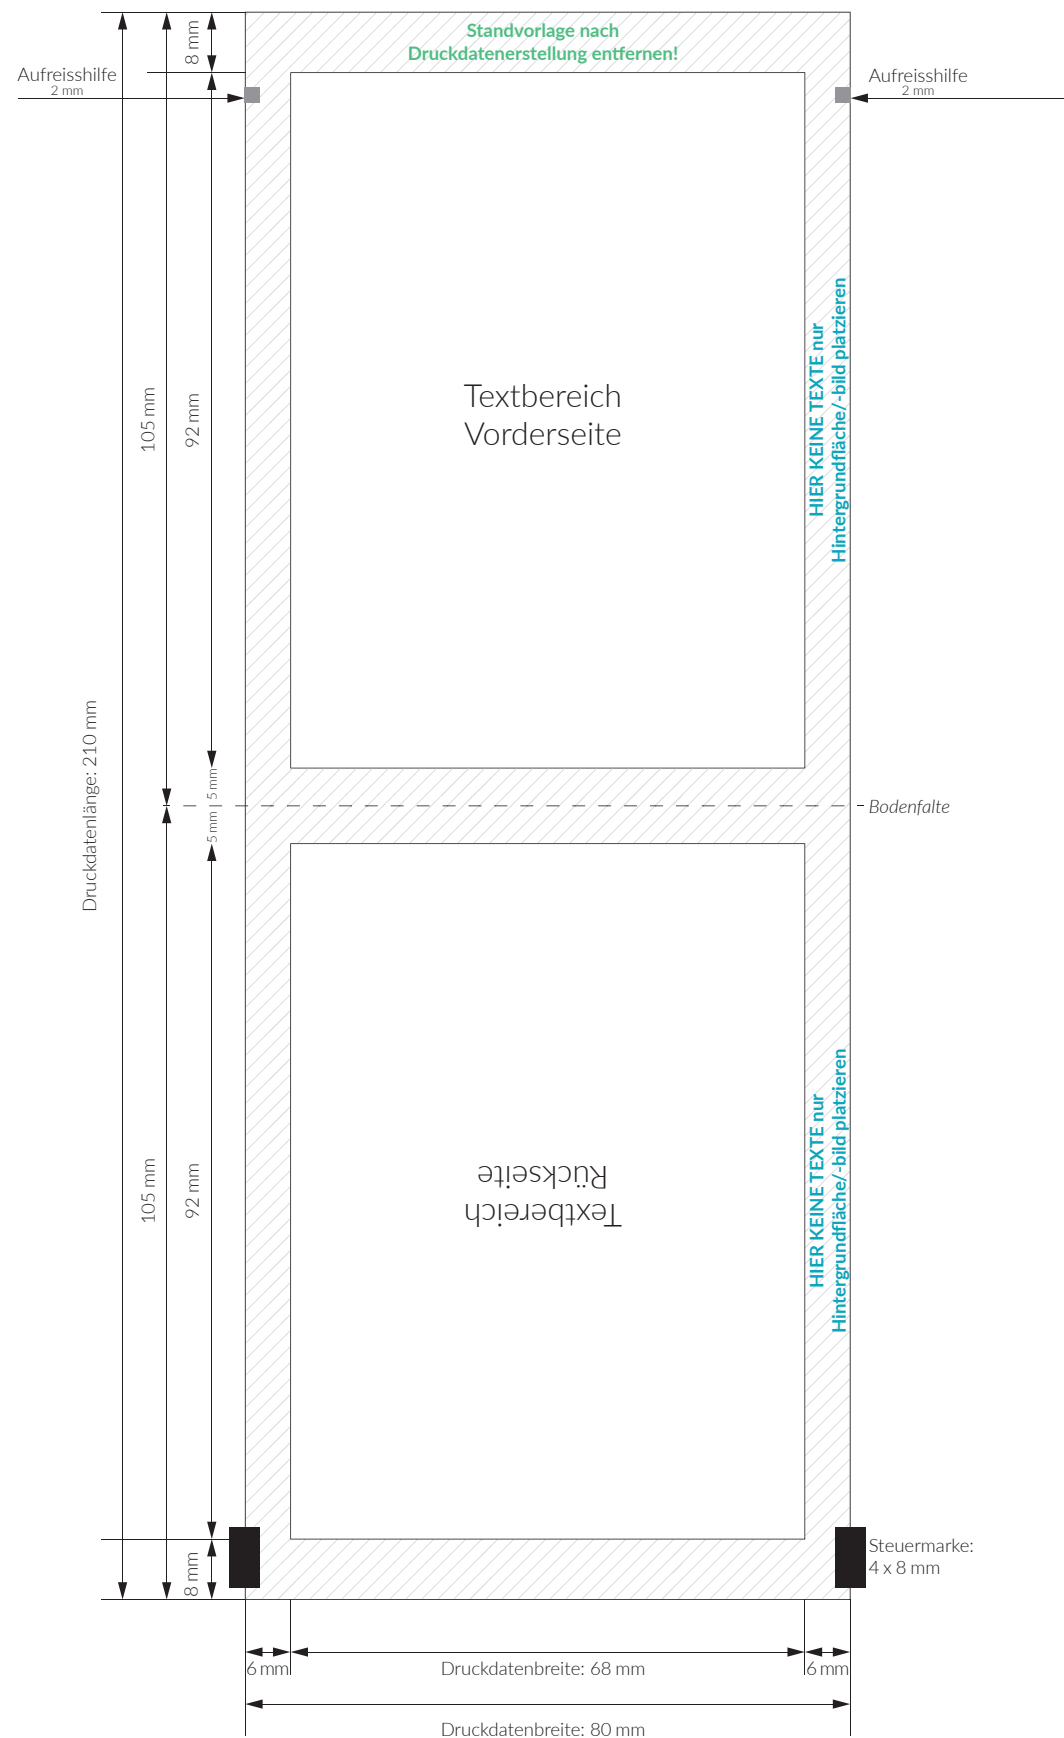 Standvorlage nach
Druckdatenerstellung entfernen!
8 mm
Aufreisshilfe
2 mm
Aufreisshilfe
2 mm
HIER KEINE TEXTE nur
Hintergrundfläche/-bild platzieren
Textbereich
Vorderseite
105 mm
92 mm
Druckdatenlänge: 210 mm
5 mm
5 mm
Bodenfalte
HIER KEINE TEXTE nur
Hintergrundfläche/-bild platzieren
Textbereich
Rückseite
105 mm
92 mm
8 mm
Steuermarke:
4 x 8 mm
6 mm
Druckdatenbreite: 68 mm
6 mm
Druckdatenbreite: 80 mm